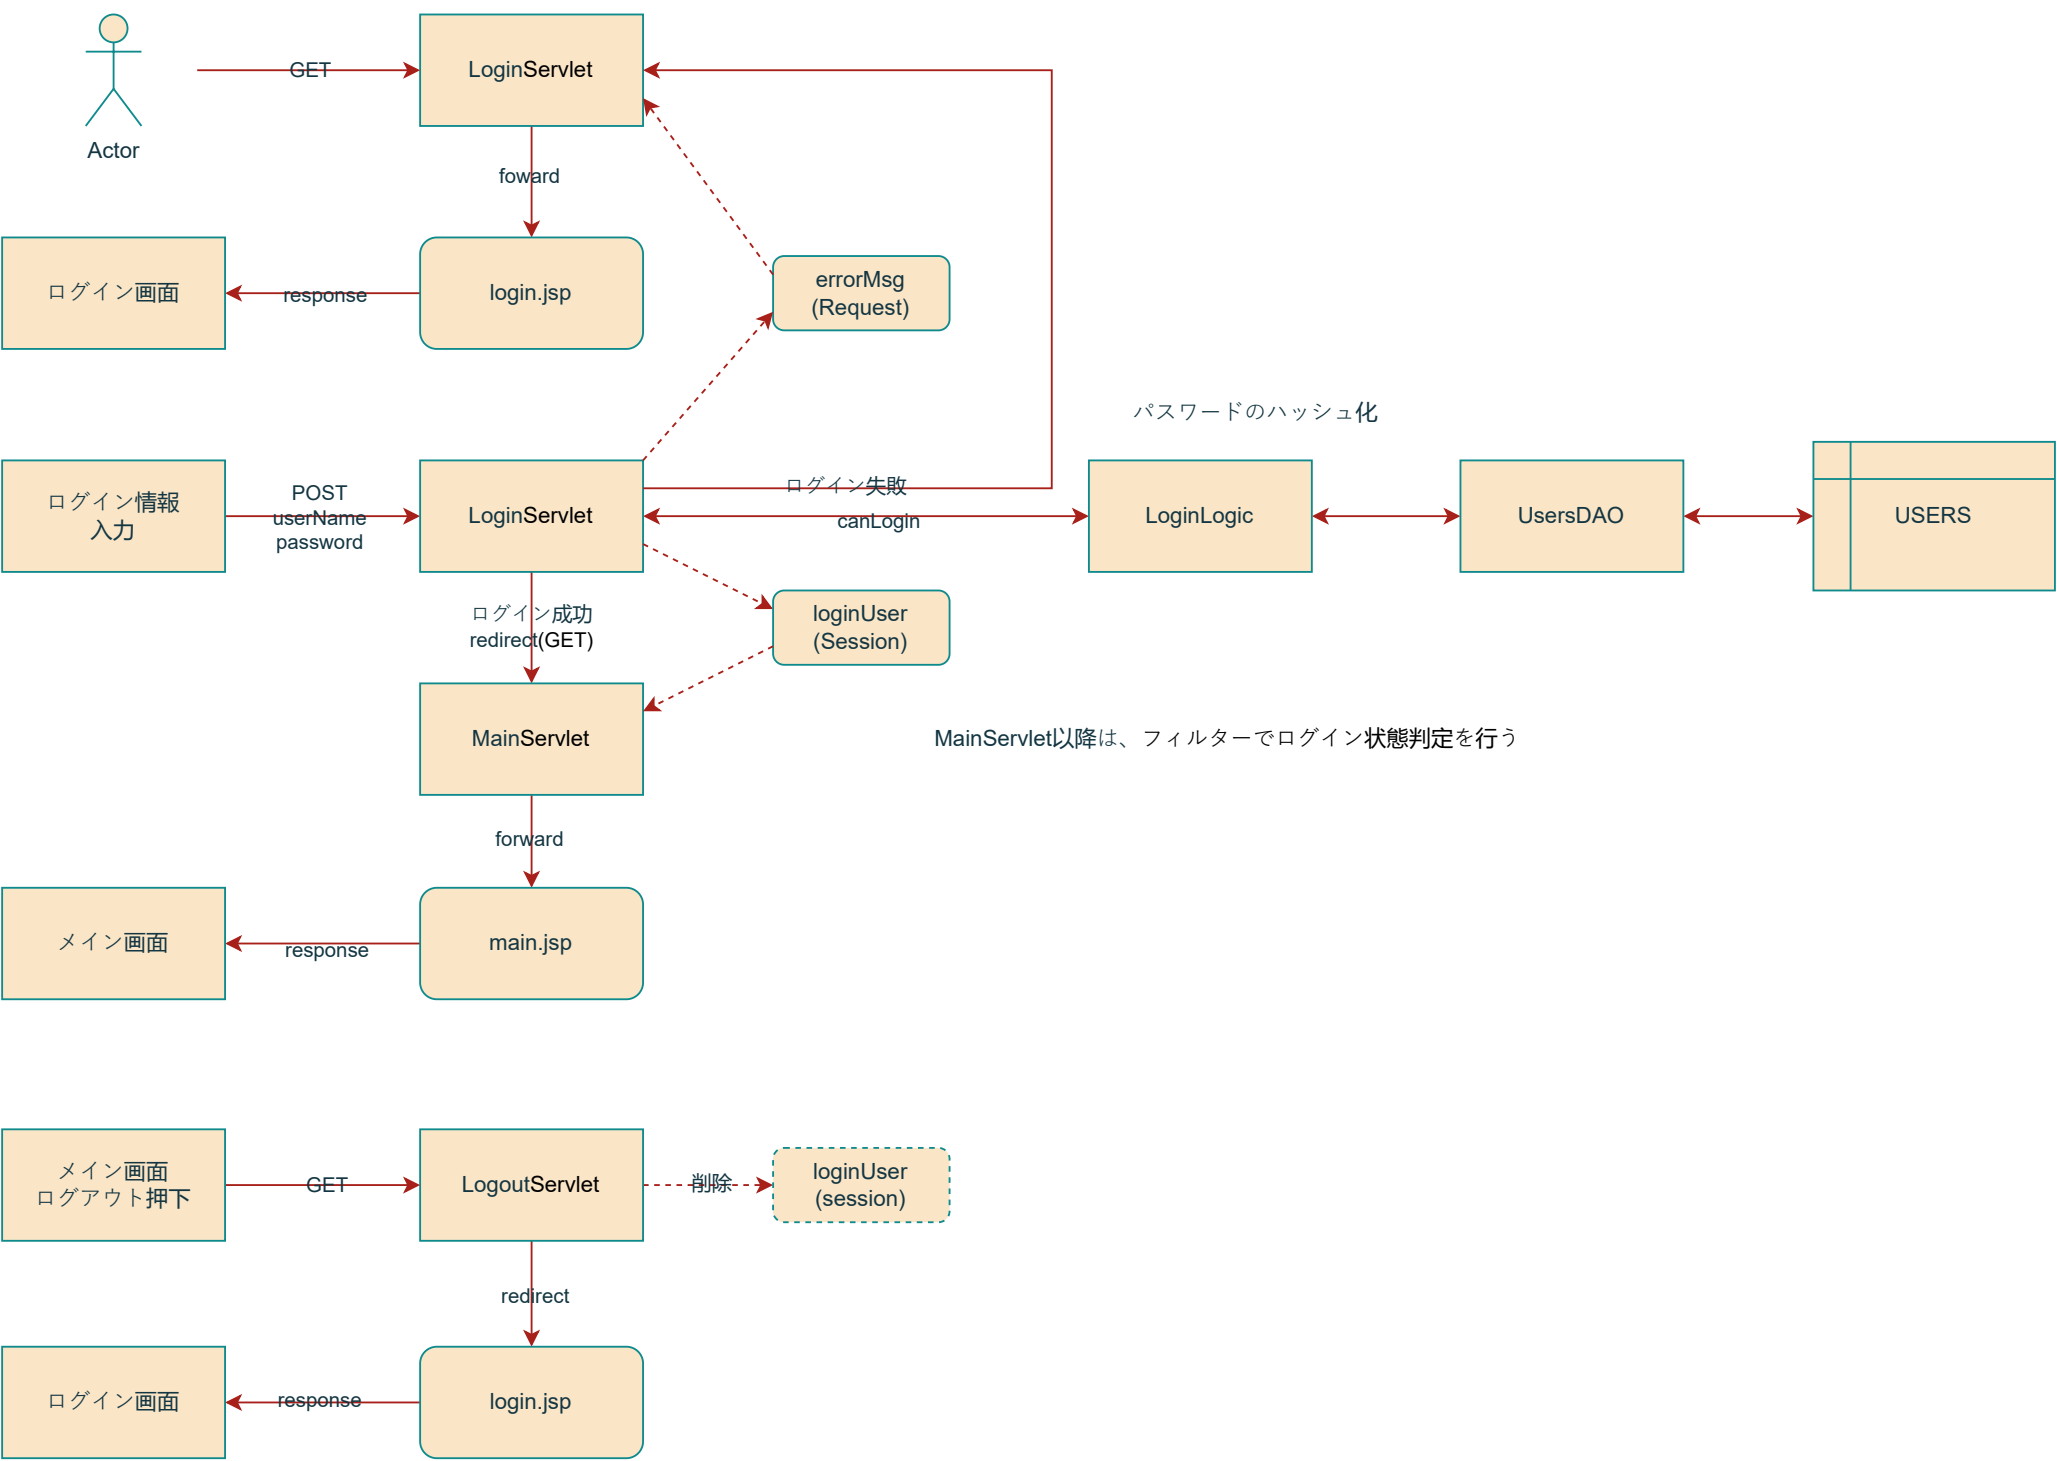 Actor
GET
LoginServlet
foward
ログイン画面
response
login.jsp
errorMsg
(Request)
パスワードのハッシュ化
ログイン情報
入力
POST
userName
password
LoginServlet
ログイン失敗
canLogin
LoginLogic
UsersDAO
USERS
ログイン成功
redirect(GET)
loginUser
(Session)
MainServlet
MainServlet以降は、フィルターでログイン状態判定を行う
forward
メイン画面
response
main.jsp
メイン画面
ログアウト押下
GET
LogoutServlet
削除
loginUser
(session)
redirect
ログイン画面
response
login.jsp